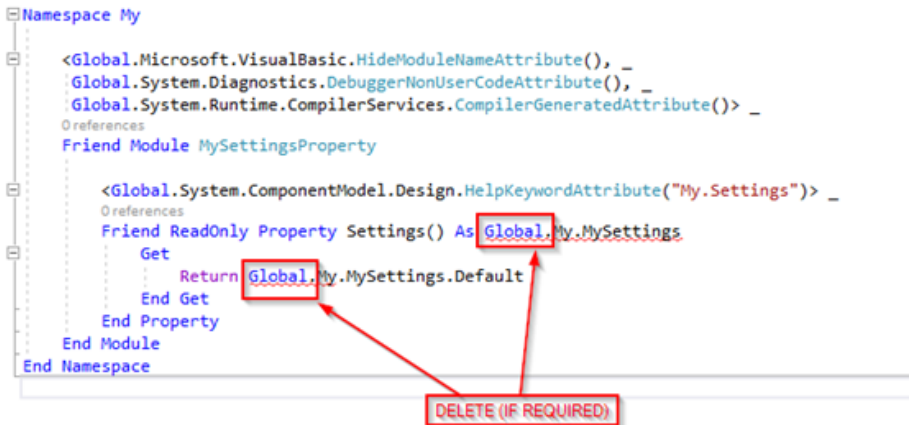 Namespace My
<Global.Microsoft.VisualBasic.HideModuleNameAttribute(), _
Global.System.Diagnostics.DebuggerNonUserCodeAttribute(), _
Global.System.Runtime.CompilerServices.CompilerGeneratedAttribute()> _
0 references
Friend Module MySettingsProperty
<Global.System.ComponentModel.Design.HelpKeywordAttribute("My.Settings")> _
0 references
Friend ReadOnly Property Settings() As Global.My.MySettings
Get
Return Global.My.MySettings.Default
End Get
End Property
End Module
End Namespace
DELETE (IF REQUIRED)